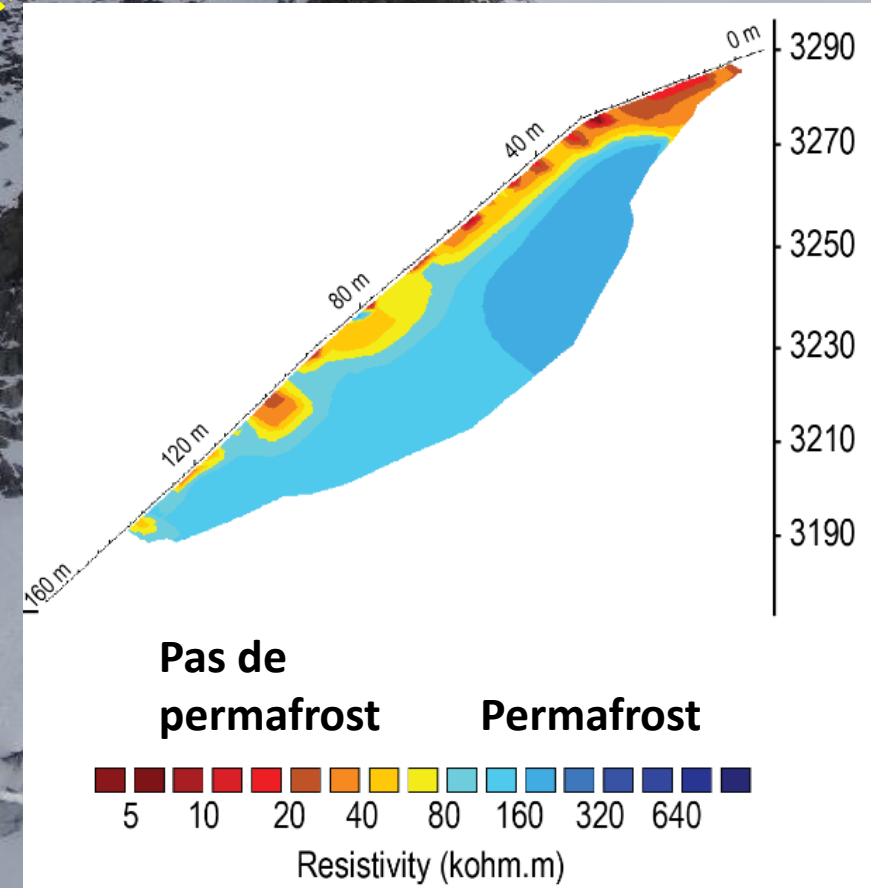 0 m
3290
40 m
3270
3250
80 m
3230
120 m
3210
3190
160 m
Pas de
permafrost
Permafrost
5 10 20 40 80 160 320 640
Resistivity (kohm.m)